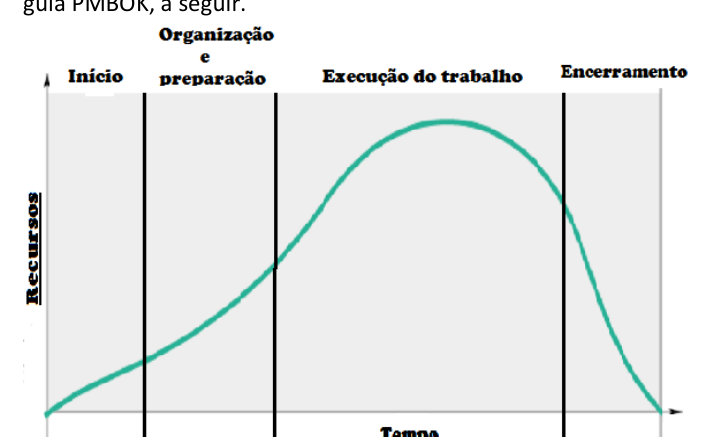 guia PMBOK, a seguir.
Organização
e
preparação
Início
Execução do trabalho
Encerramento
Recursos
Tempo